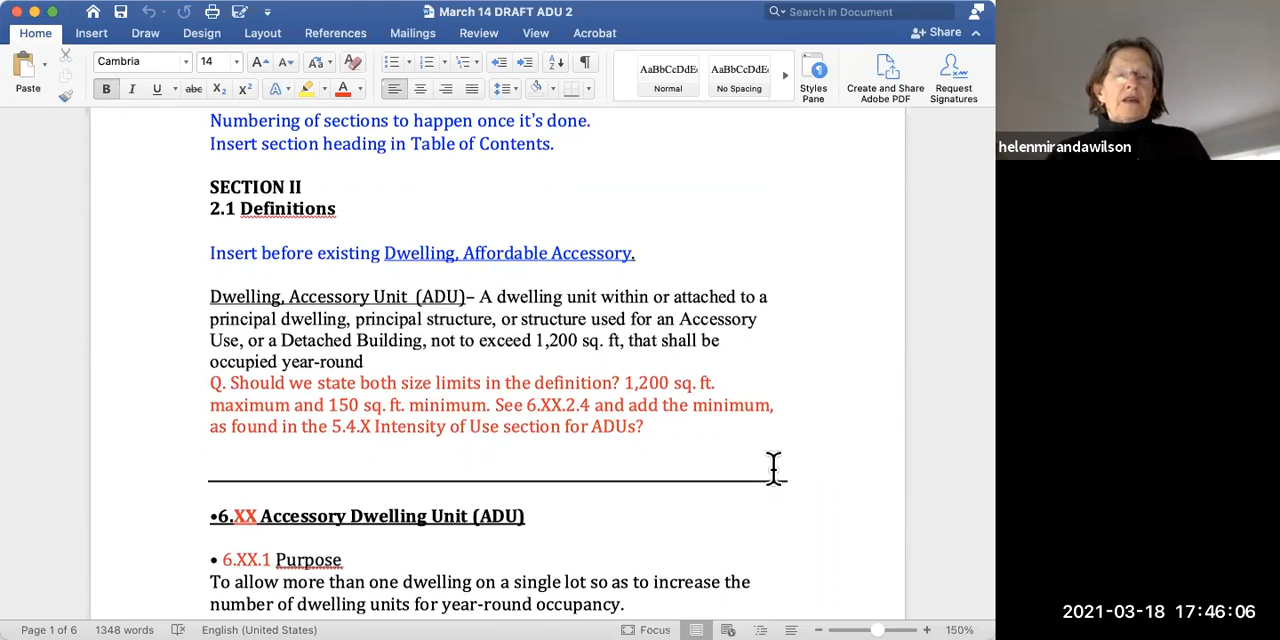 March 14 DRAFT ADU 2
Search in Document
Home Insert Draw Design Layout References Mailings Review View Acrobat
Share
Cambria 14
Paste
AaBbCcDdEe AaBbCcDdEe
Normal No Spacing
Styles Pane
Create and Share Adobe PDF
Request Signatures
Numbering of sections to happen once it's done.
Insert section heading in Table of Contents.
SECTION II
2.1 Definitions
Insert before existing Dwelling, Affordable Accessory.
Dwelling, Accessory Unit (ADU)– A dwelling unit within or attached to a
principal dwelling, principal structure, or structure used for an Accessory
Use, or a Detached Building, not to exceed 1,200 sq. ft, that shall be
occupied year-round
Q. Should we state both size limits in the definition? 1,200 sq. ft.
maximum and 150 sq. ft. minimum. See 6.XX.2.4 and add the minimum,
as found in the 5.4.X Intensity of Use section for ADUs?
•6.XX Accessory Dwelling Unit (ADU)
• 6.XX.1 Purpose
To allow more than one dwelling on a single lot so as to increase the
number of dwelling units for year-round occupancy.
Page 1 of 6 1348 words English (United States) Focus 150%
helenmirandawilson
2021-03-18 17:46:06